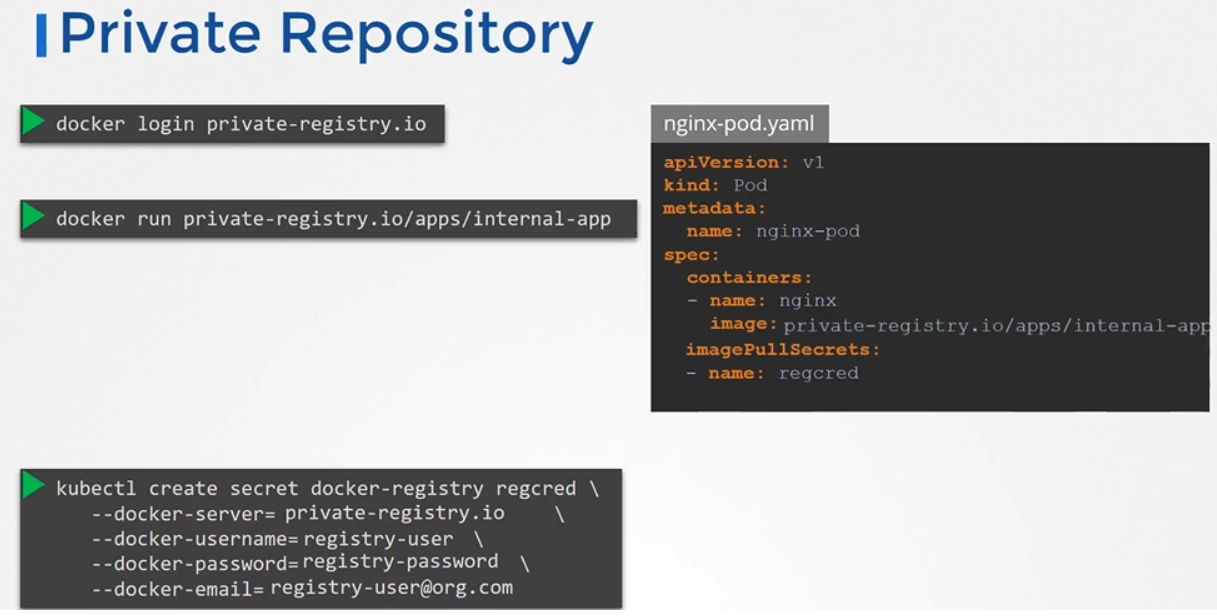 Private Repository
docker login private-registry.io
docker run private-registry.io/apps/internal-app
kubectl create secret docker-registry regcred \
--docker-server= private-registry.io \
--docker-username=registry-user \
--docker-password=registry-password \
--docker-email= registry-user@org.com
nginx-pod.yaml
apiVersion: v1
kind: Pod
metadata:
name: nginx-pod
spec:
containers:
- name: nginx
image: private-registry.io/apps/internal-app
imagePullSecrets:
- name: regcred